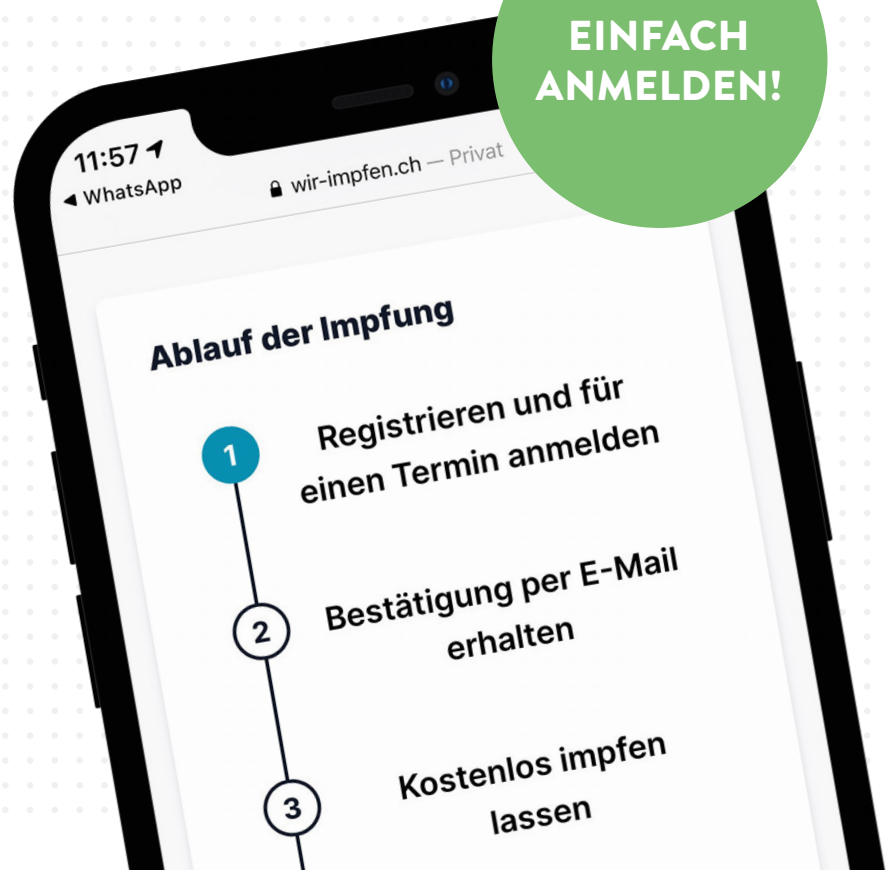 EINFACH
ANMELDEN!
11:57
◀ WhatsApp
wir-impfen.ch — Privat
Ablauf der Impfung
1
Registrieren und für
einen Termin anmelden
2
Bestätigung per E-Mail
erhalten
3
Kostenlos impfen
lassen